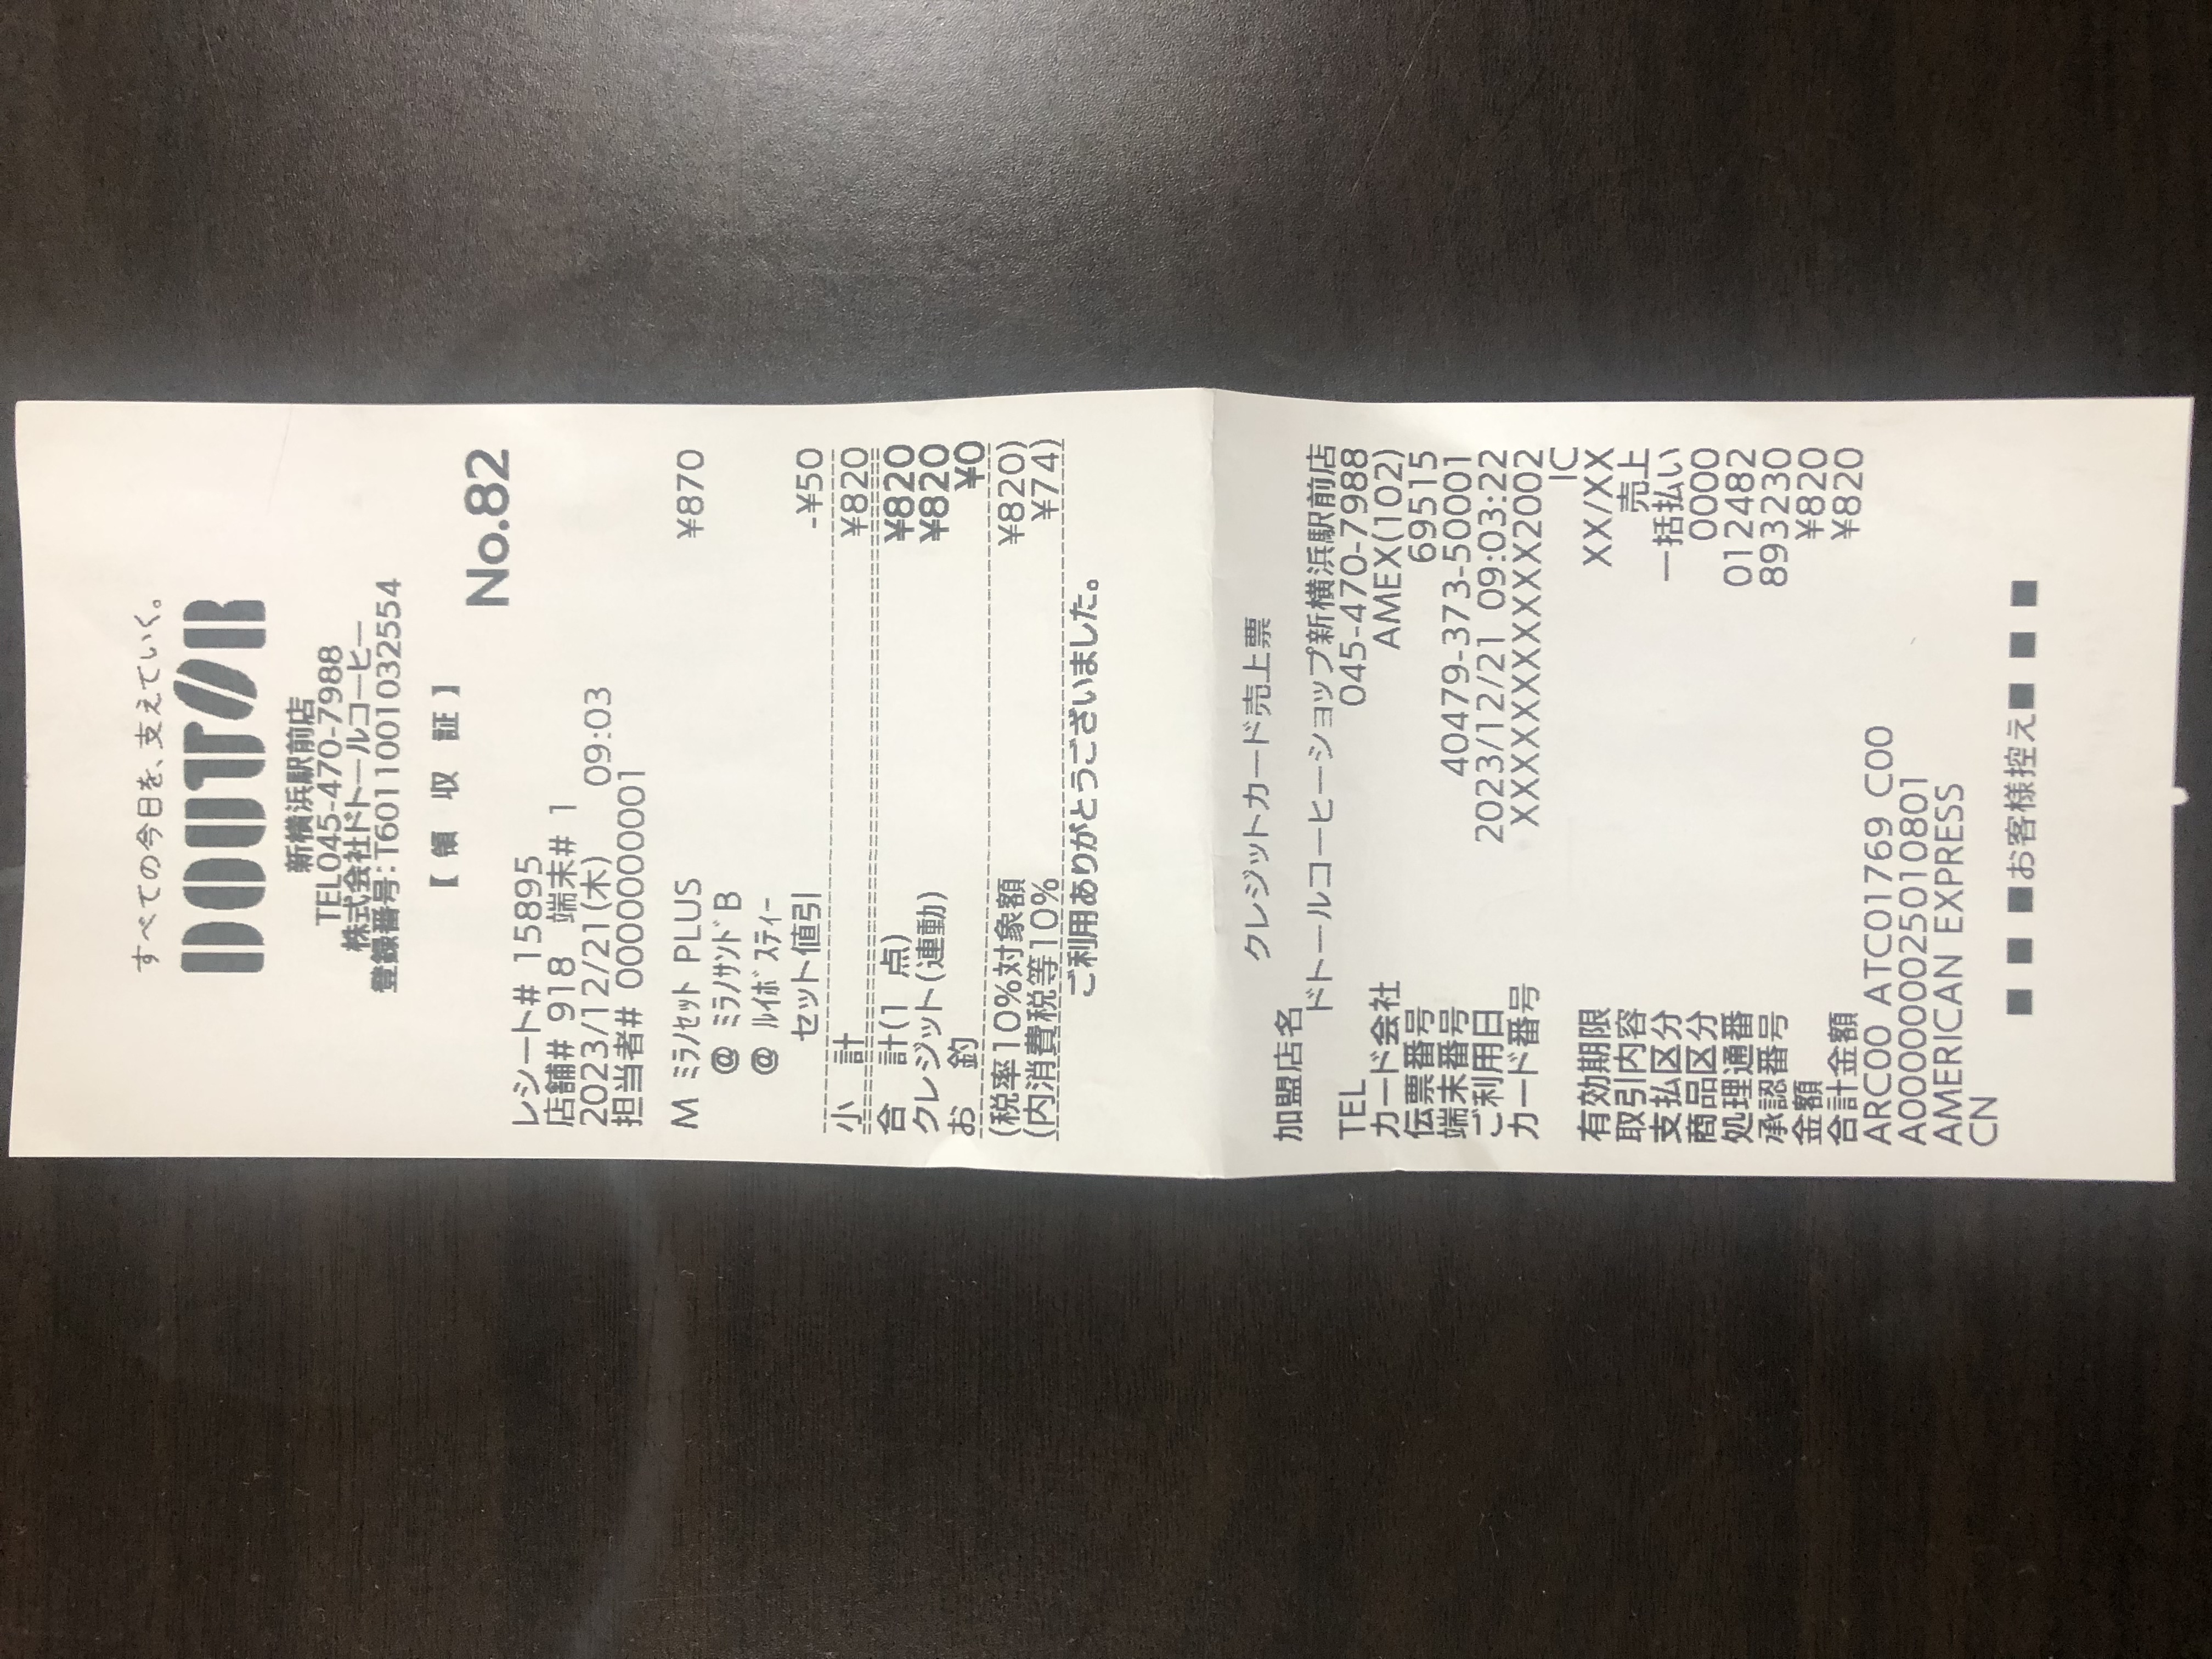 すべての今日を、支えていく。
DOUTOR
新横浜駅前店
TEL045-470-7988
株式会社ドトールコーヒー
登録番号:T6011001032554
【 領 収 証 】
No.82
レシート# 15895
店舗# 918 端末# 1
2023/12/21(木) 09:03
担当者# 0000000001
M ﾐﾗﾉｾｯﾄ PLUS ¥870
@ ﾐﾗﾉｻﾝﾄﾞB
@ ﾙｲﾎﾞｽﾃｨｰ
セット値引 -¥50
小 計 ¥820
合 計(1 点) ¥820
クレジット(連動) ¥820
お 釣 ¥0
(税率10%対象額 ¥820)
(内消費税等10% ¥74)
ご利用ありがとうございました。
クレジットカード売上票
加盟店名
ドトールコーヒーショップ新横浜駅前店
TEL 045-470-7988
カード会社 AMEX(102)
伝票番号 69515
端末番号 40479-373-50001
ご利用日 2023/12/21 09:03:22
カード番号 XXXXXXXXXXX2002
IC
有効期限 XX/XX
取引内容 売上
支払区分 一括払い
商品区分 0000
処理通番 012482
承認番号 893230
金額 ¥820
合計金額 ¥820
ARC00 ATC01769 C00
A000000025010801
AMERICAN EXPRESS
CN
■ ■ ■お客様控え■ ■ ■